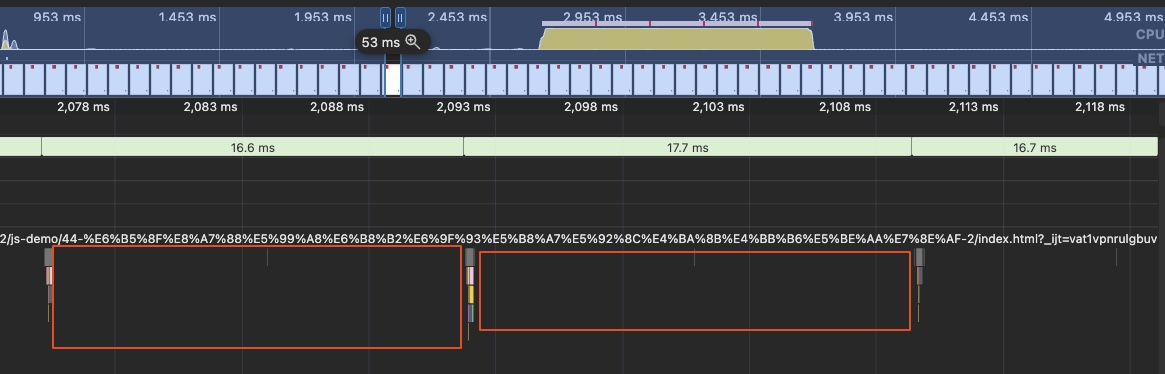 953 ms 1.453 ms 1.953 ms 2.453 ms 2.953 ms 3.453 ms 3.953 ms 4.453 ms 4.953 ms
CPU
53 ms
NET
2,078 ms 2,083 ms 2,088 ms 2,093 ms 2,098 ms 2,103 ms 2,108 ms 2,113 ms 2,118 ms
16.6 ms 17.7 ms 16.7 ms
2/js-demo/44-%E6%B5%8F%E8%A7%88%E5%99%A8%E6%B8%B2%E6%9F%93%E5%B8%A7%E5%92%8C%E4%BA%8B%E4%BB%B6%E5%BE%AA%E7%8E%AF-2/index.html?_ijt=vat1vpnrulgbuv